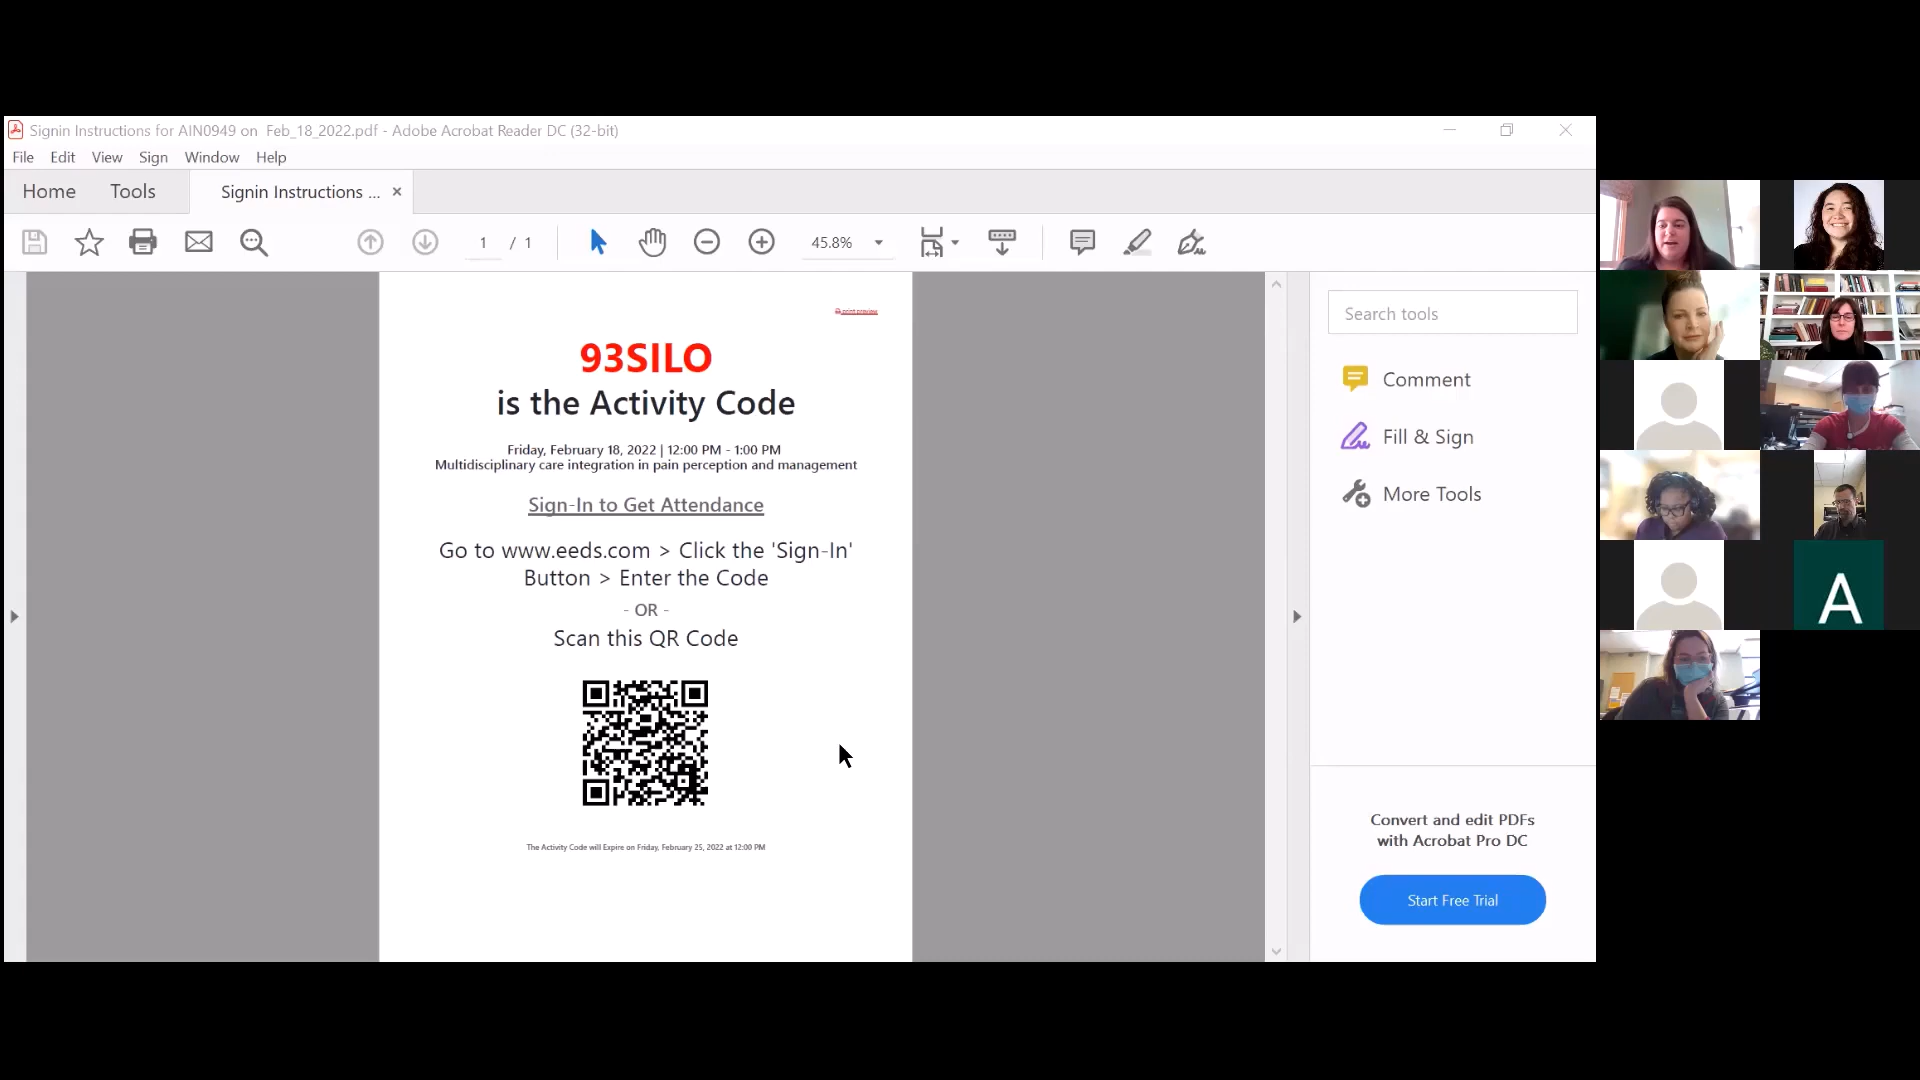 Signin Instructions for AIN0949 on  Feb_18_2022.pdf - Adobe Acrobat Reader DC (32-bit)
File Edit View Sign Window Help
Home Tools Signin Instructions ... ×
1 / 1 45.8%
print preview
93SILO
is the Activity Code
Friday, February 18, 2022 | 12:00 PM - 1:00 PM
Multidisciplinary care integration in pain perception and management
Sign-In to Get Attendance
Go to www.eeds.com > Click the 'Sign-In'
Button > Enter the Code
- OR -
Scan this QR Code
The Activity Code will Expire on Friday, February 25, 2022 at 12:00 PM
Search tools
Comment
Fill & Sign
More Tools
Convert and edit PDFs
with Acrobat Pro DC
Start Free Trial
A